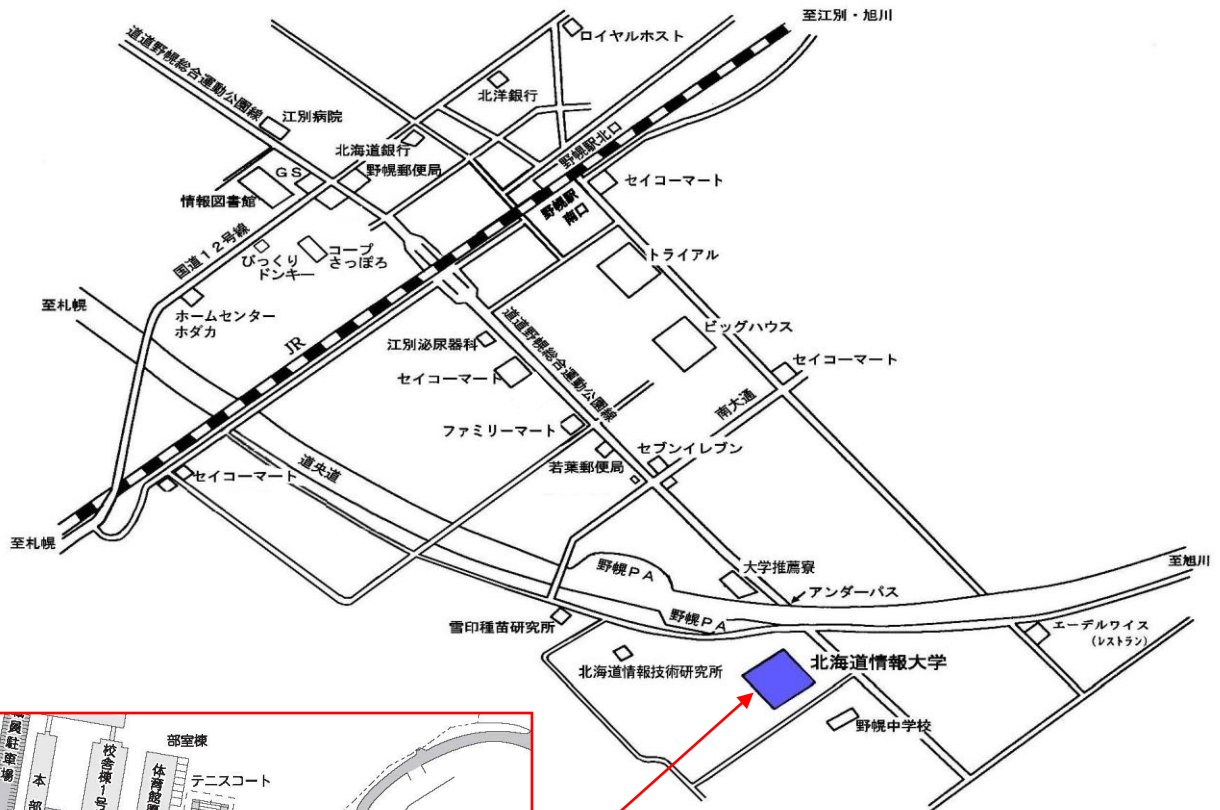 至江別・旭川
ロイヤルホスト
道道野幌総合運動公園線
北洋銀行
江別病院
北海道銀行
野幌駅北口
GS
野幌郵便局
セイコーマート
情報図書館
野幌駅
南口
国道12号線
コープ
さっぽろ
びっくり
ドンキー
トライアル
至札幌
ホームセンター
ホダカ
道道野幌総合運動公園線
ビッグハウス
JR
江別泌尿器科
セイコーマート
セイコーマート
南大通
ファミリーマート
セブンイレブン
若葉郵便局
道央道
セイコーマート
至札幌
野幌PA
大学推薦寮
至旭川
アンダーパス
野幌PA
雪印種苗研究所
エーデルワイス
(レストラン)
北海道情報技術研究所
北海道情報大学
野幌中学校
部室棟
テニスコート
員駐車場
本部
校舎棟1号
体育館